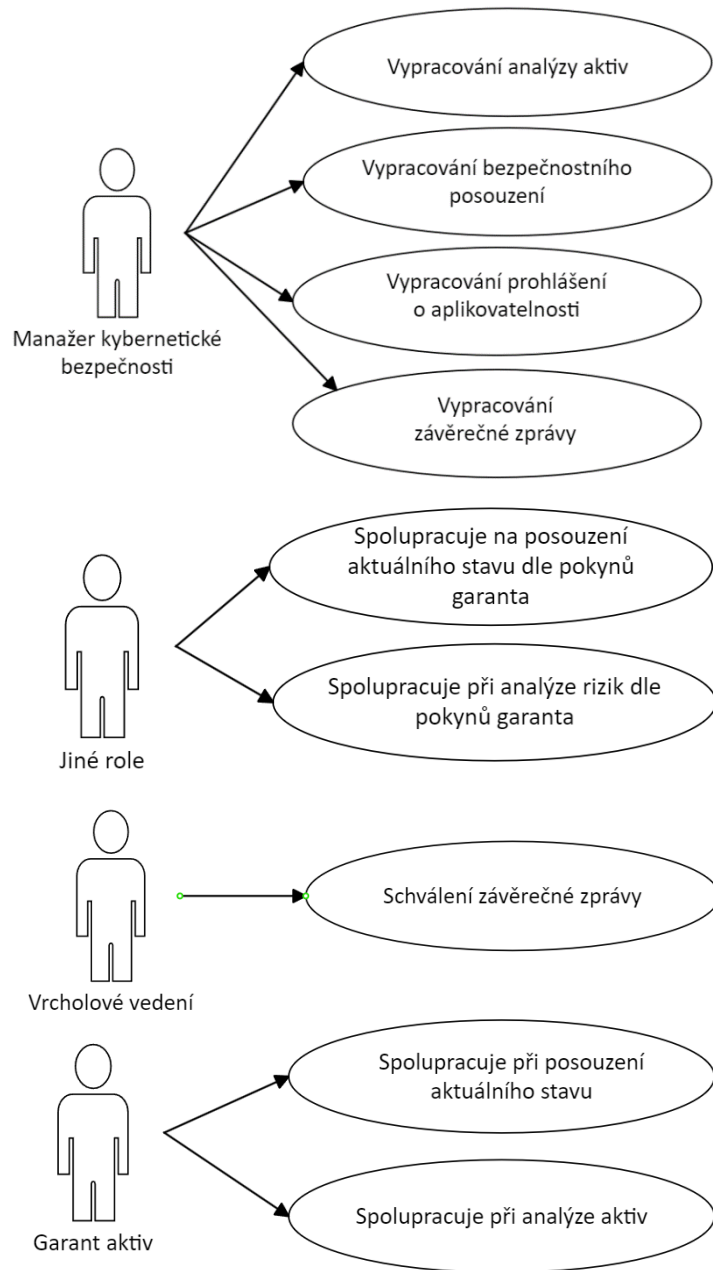 Vypracování analýzy aktiv
Vypracování bezpečnostního
posouzení
Vypracování prohlášení
o aplikovatelnosti
Manažer kybernetické
bezpečnosti
Vypracování
závěrečné zprávy
Spolupracuje na posouzení
aktuálního stavu dle pokynů
garanta
Spolupracuje při analýze rizik dle
pokynů garanta
Jiné role
Schválení závěrečné zprávy
Vrcholové vedení
Spolupracuje při posouzení
aktuálního stavu
Spolupracuje při analýze aktiv
Garant aktiv